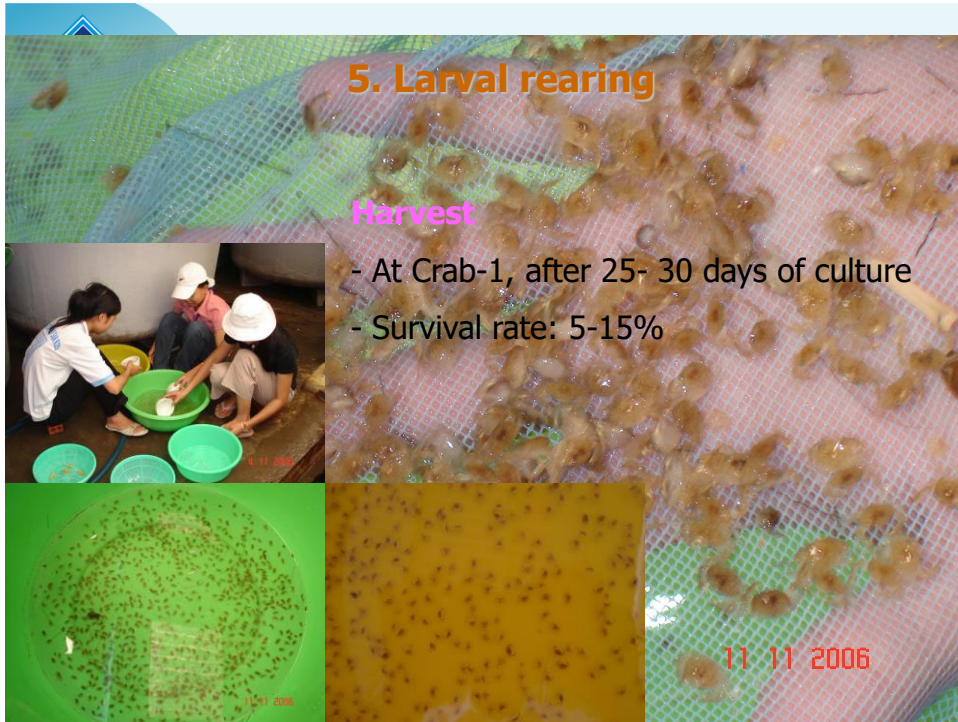 5. Larval rearing
Harvest
- At Crab-1, after 25- 30 days of culture
- Survival rate: 5-15%
11 11 2006
11 11 2006